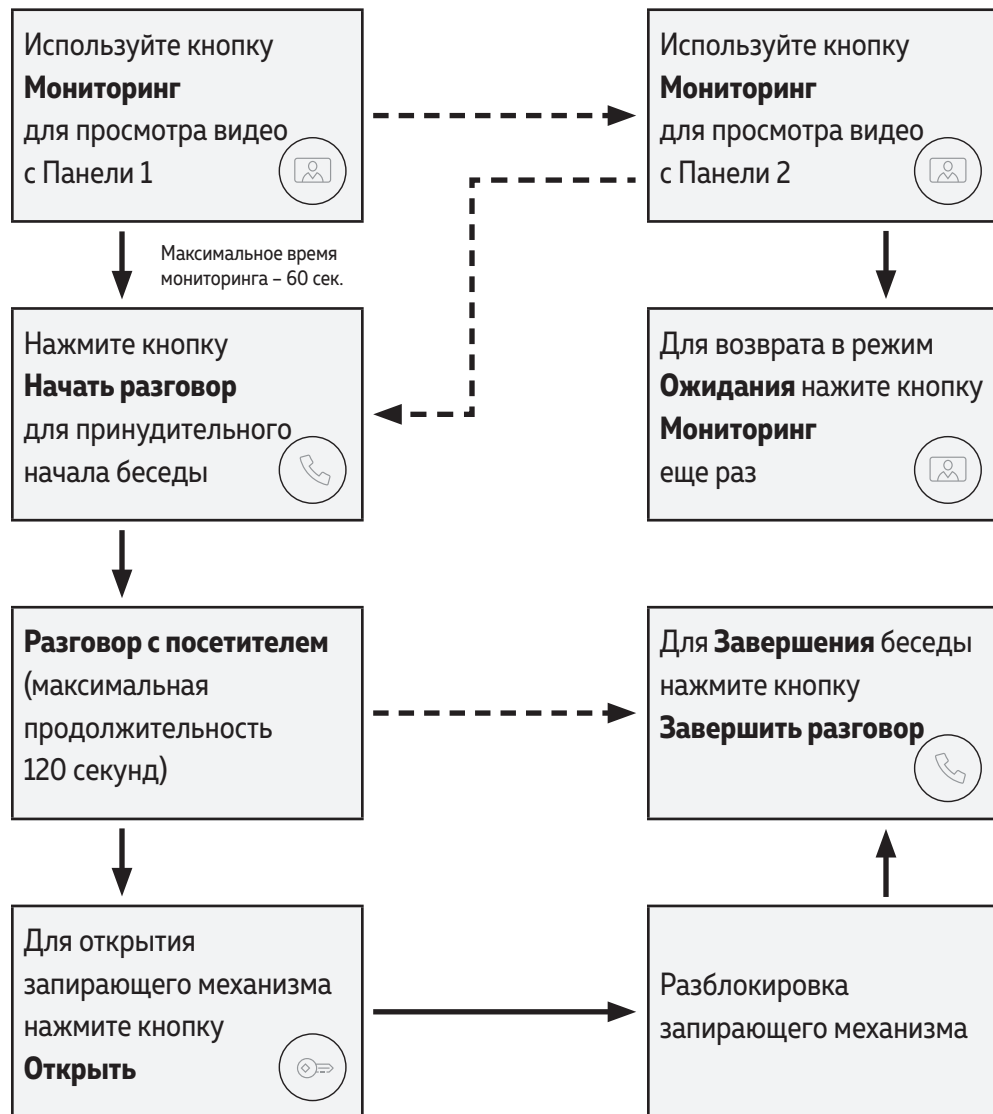 Используйте кнопку
Мониторинг
для просмотра видео
с Панели 1
Используйте кнопку
Мониторинг
для просмотра видео
с Панели 2
Максимальное время
мониторинга – 60 сек.
Нажмите кнопку
Начать разговор
для принудительного
начала беседы
Для возврата в режим
Ожидания нажите кнопку
Мониторинг
еще раз
Разговор с посетителем
(максимальная
продолжительность
120 секунд)
Для Завершения беседы
нажмите кнопку
Завершить разговор
Для открытия
запирающего механизма
нажмите кнопку
Открыть
Разблокировка
запирающего механизма